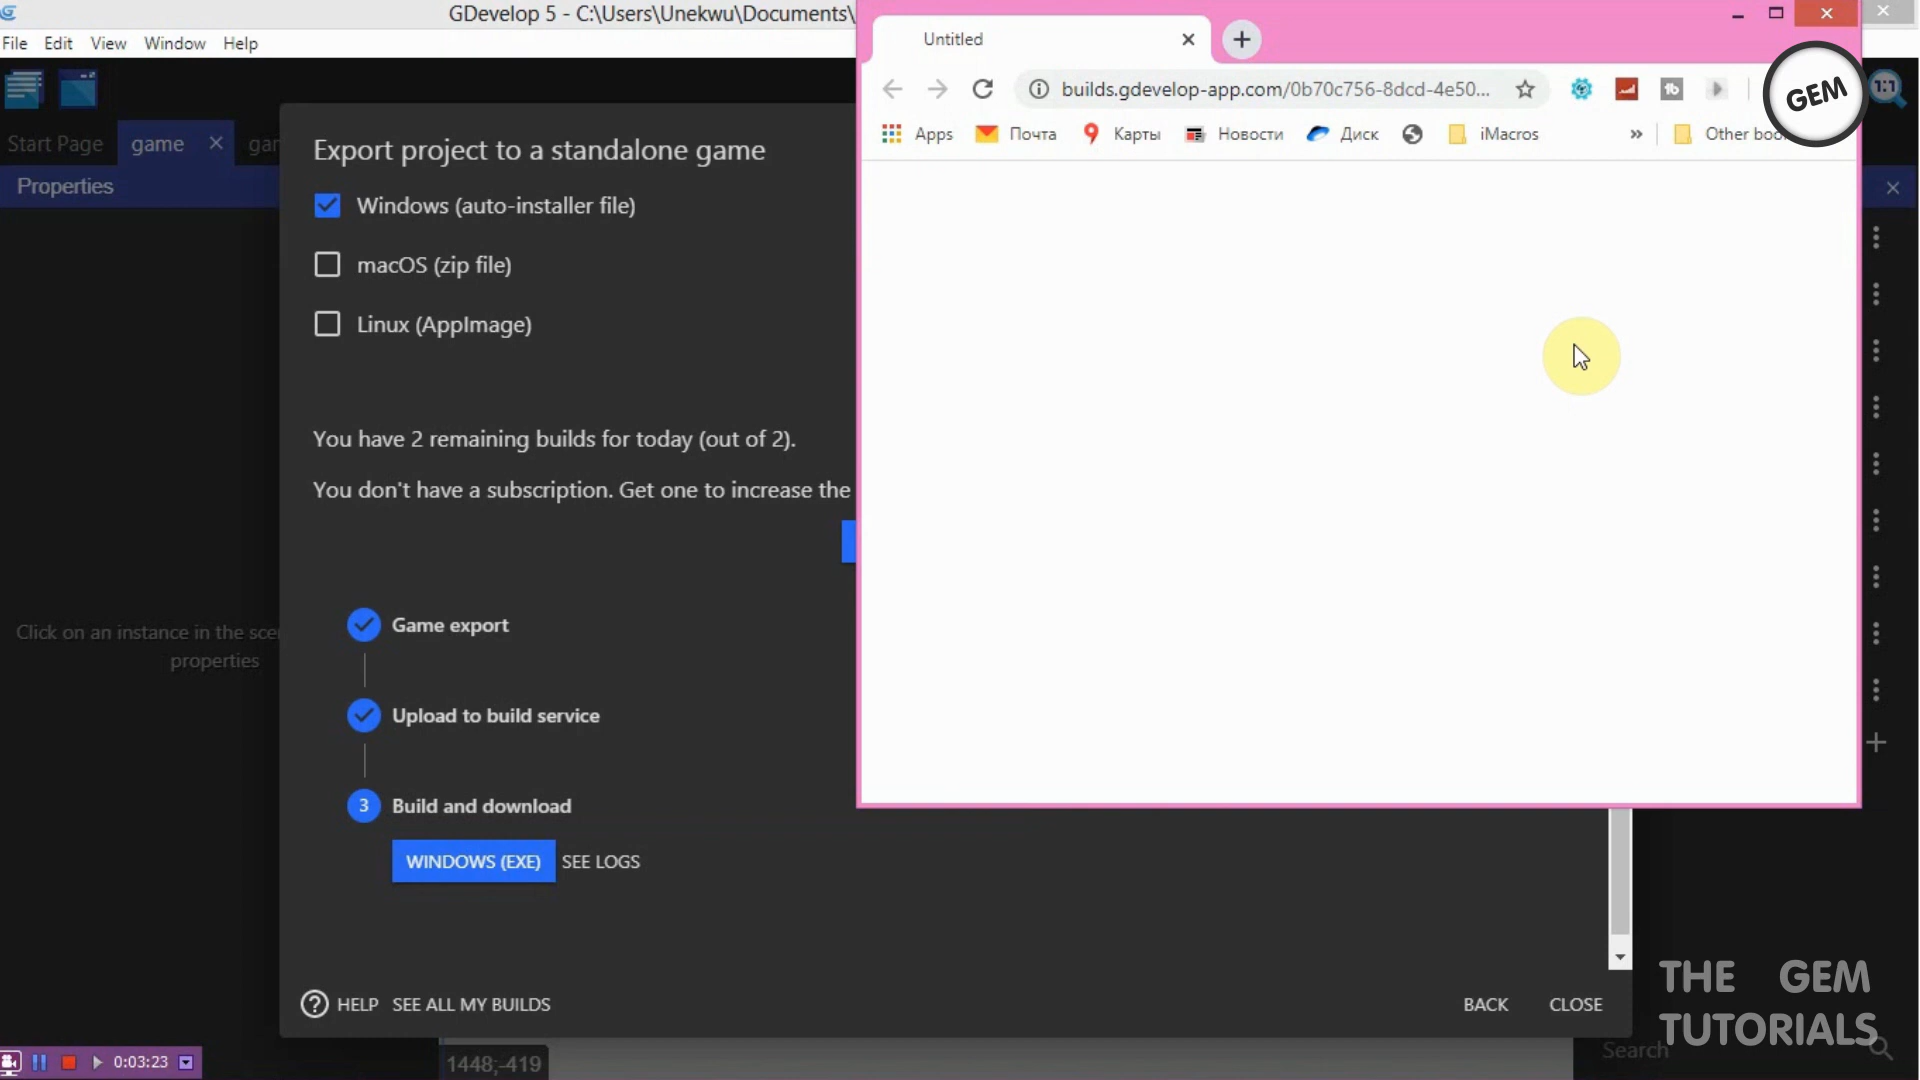 GDevelop 5 - C:\Users\Unekwu\Documents\
File Edit View Window Help
Untitled
builds.gdevelop-app.com/0b70c756-8dcd-4e50...
GEM
1:1
Apps Почта Карты Новости Диск iMacros » Other boo
Start Page game gar
Properties
Export project to a standalone game
Windows (auto-installer file)
macOS (zip file)
Linux (AppImage)
You have 2 remaining builds for today (out of 2).
You don't have a subscription. Get one to increase the
Click on an instance in the scen
properties
Game export
Upload to build service
3 Build and download
WINDOWS (EXE) SEE LOGS
? HELP SEE ALL MY BUILDS
BACK CLOSE
THE GEM
TUTORIALS
Search
0:03:23
1448;-419